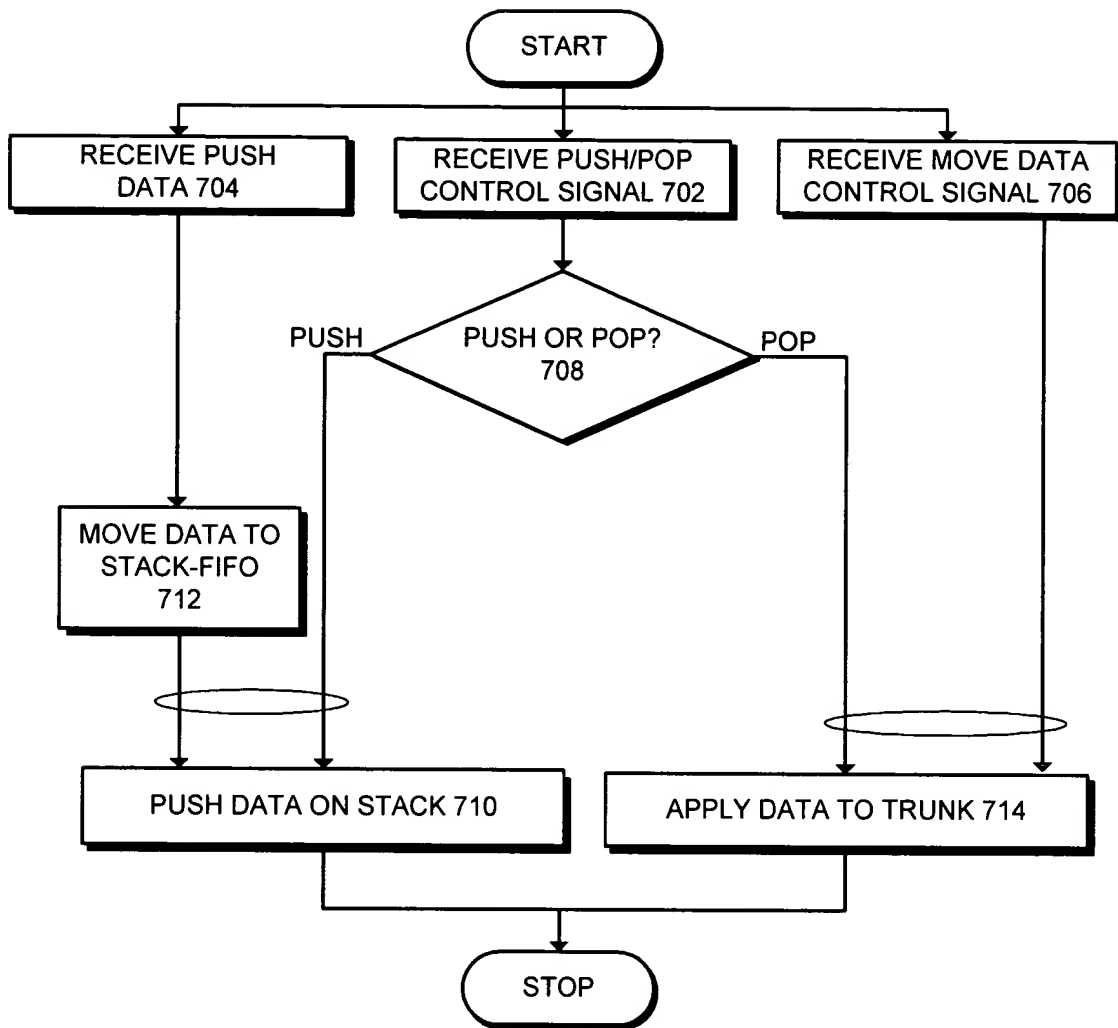 START
RECEIVE PUSH
DATA 704
RECEIVE PUSH/POP
CONTROL SIGNAL 702
RECEIVE MOVE DATA
CONTROL SIGNAL 706
PUSH
PUSH OR POP?
708
POP
MOVE DATA TO
STACK-FIFO
712
PUSH DATA ON STACK 710
APPLY DATA TO TRUNK 714
STOP